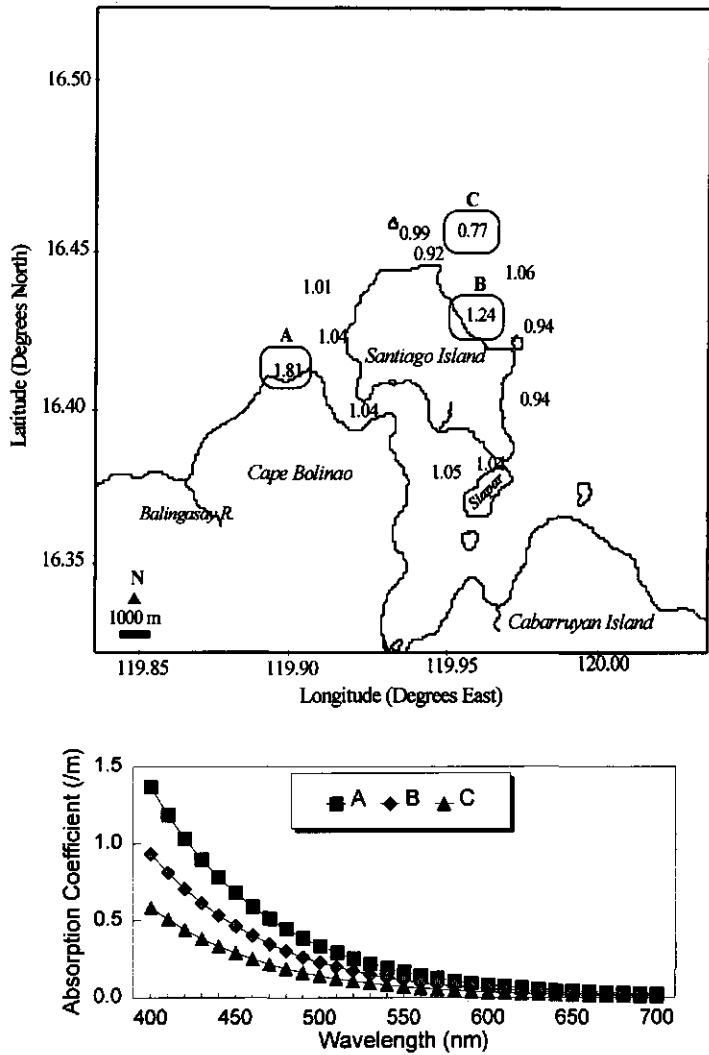 16.50
16.45
16.40
16.35
Latitude (Degrees North)
C
0.77
0.99
0.92
1.06
1.01
B
1.24
0.94
1.04
Santiago Island
A
1.81
0.94
1.04
Cape Bolinao
1.05
Siapar
Balingasay R.
N
1000 m
Cabarruyan Island
119.85
119.90
119.95
120.00
Longitude (Degrees East)
1.5
1.0
0.5
0.0
Absorption Coefficient (/m)
A B C
400
450
500
550
600
650
700
Wavelength (nm)